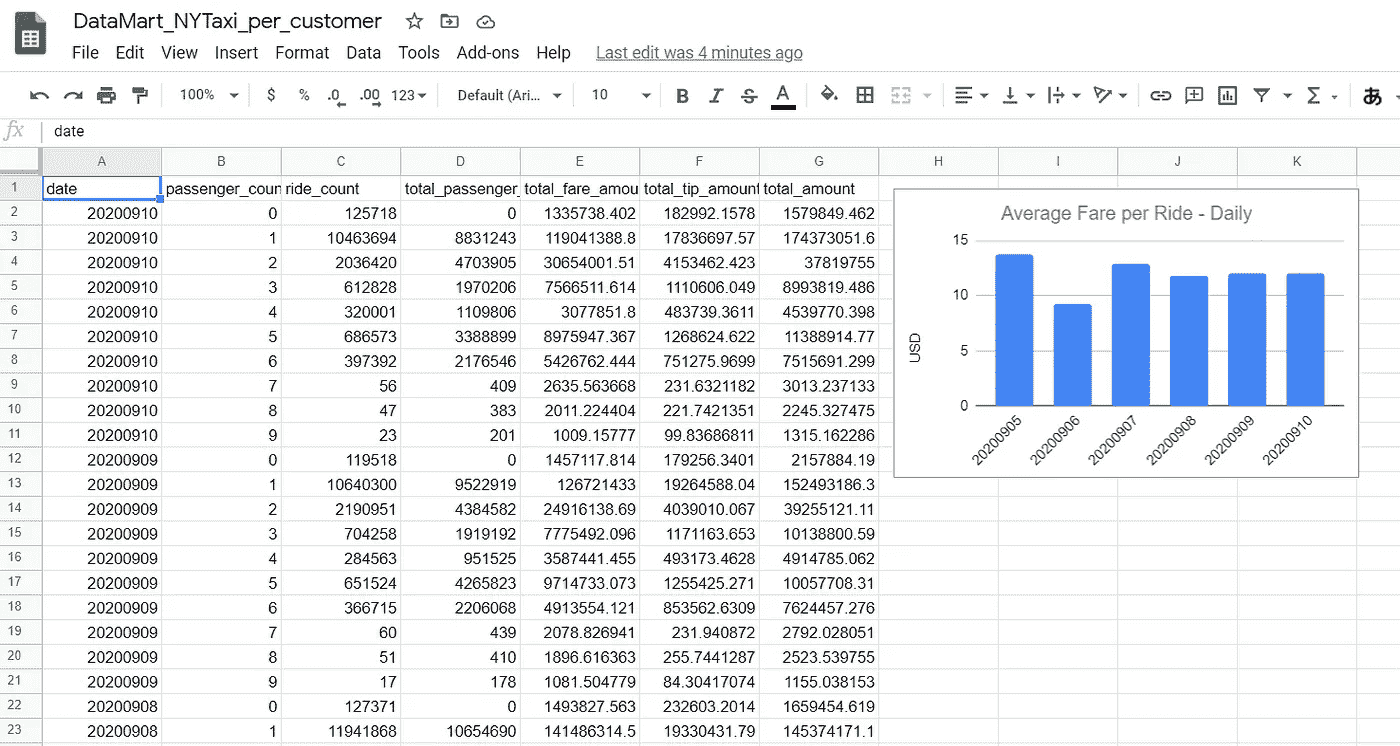 DataMart_NYTaxi_per_customer
File Edit View Insert Format Data Tools Add-ons Help Last edit was 4 minutes ago
100% $ % .0 .00 123 Default (Ari... 10 B I S A あ
fx date
A B C D E F G H I J K
1 date passenger_coun ride_count total_passenger_ total_fare_amou total_tip_amount total_amount
2 20200910 0 125718 0 1335738.402 182992.1578 1579849.462
3 20200910 1 10463694 8831243 119041388.8 17836697.57 174373051.6
4 20200910 2 2036420 4703905 30654001.51 4153462.423 37819755
5 20200910 3 612828 1970206 7566511.614 1110606.049 8993819.486
6 20200910 4 320001 1109806 3077851.8 483739.3611 4539770.398
7 20200910 5 686573 3388899 8975947.367 1268624.622 11388914.77
8 20200910 6 397392 2176546 5426762.444 751275.9699 7515691.299
9 20200910 7 56 409 2635.563668 231.6321182 3013.237133
10 20200910 8 47 383 2011.224404 221.7421351 2245.327475
11 20200910 9 23 201 1009.15777 99.83686811 1315.162286
12 20200909 0 119518 0 1457117.814 179256.3401 2157884.19
13 20200909 1 10640300 9522919 126721433 19264588.04 152493186.3
14 20200909 2 2190951 4384582 24916138.69 4039010.067 39255121.11
15 20200909 3 704258 1919192 7775492.096 1171163.653 10138800.59
16 20200909 4 284563 951525 3587441.455 493173.4628 4914785.062
17 20200909 5 651524 4265823 9714733.073 1255425.271 10057708.31
18 20200909 6 366715 2206068 4913554.121 853562.6309 7624457.276
19 20200909 7 60 439 2078.826941 231.940872 2792.028051
20 20200909 8 51 410 1896.616363 255.7441287 2523.539755
21 20200909 9 17 178 1081.504779 84.30417074 1155.038153
22 20200908 0 127371 0 1493827.563 232603.2014 1659454.619
23 20200908 1 11941868 10654690 141486314.5 19330431.79 145374171.1
Average Fare per Ride - Daily
15
10
5
0
USD
20200905 20200906 20200907 20200908 20200909 20200910